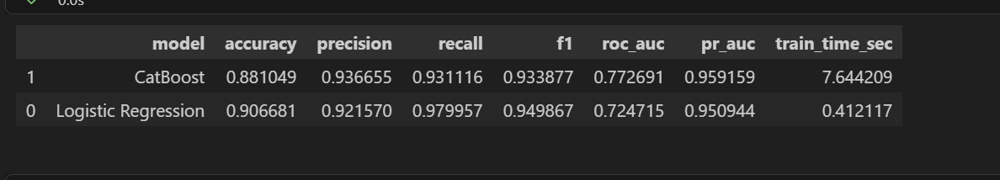 0.0s
model accuracy precision recall f1 roc_auc pr_auc train_time_sec
1 CatBoost 0.881049 0.936655 0.931116 0.933877 0.772691 0.959159 7.644209
0 Logistic Regression 0.906681 0.921570 0.979957 0.949867 0.724715 0.950944 0.412117